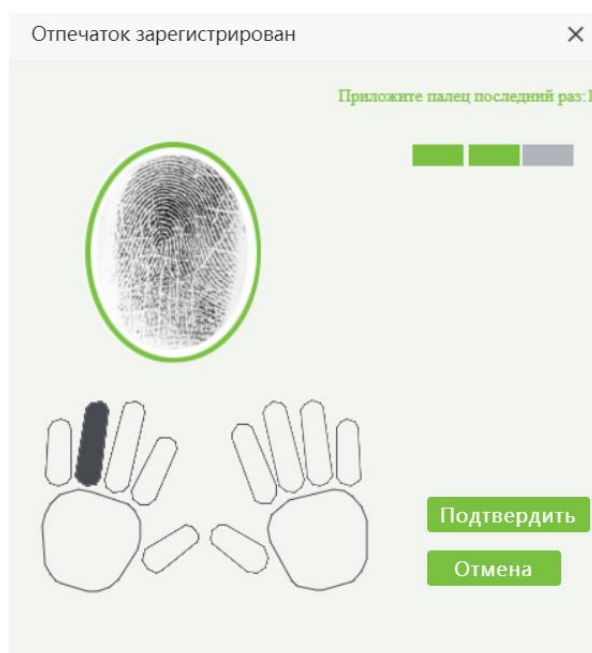 Отпечаток зарегистрирован
Приложите палец последний раз:1
Подтвердить
Отмена